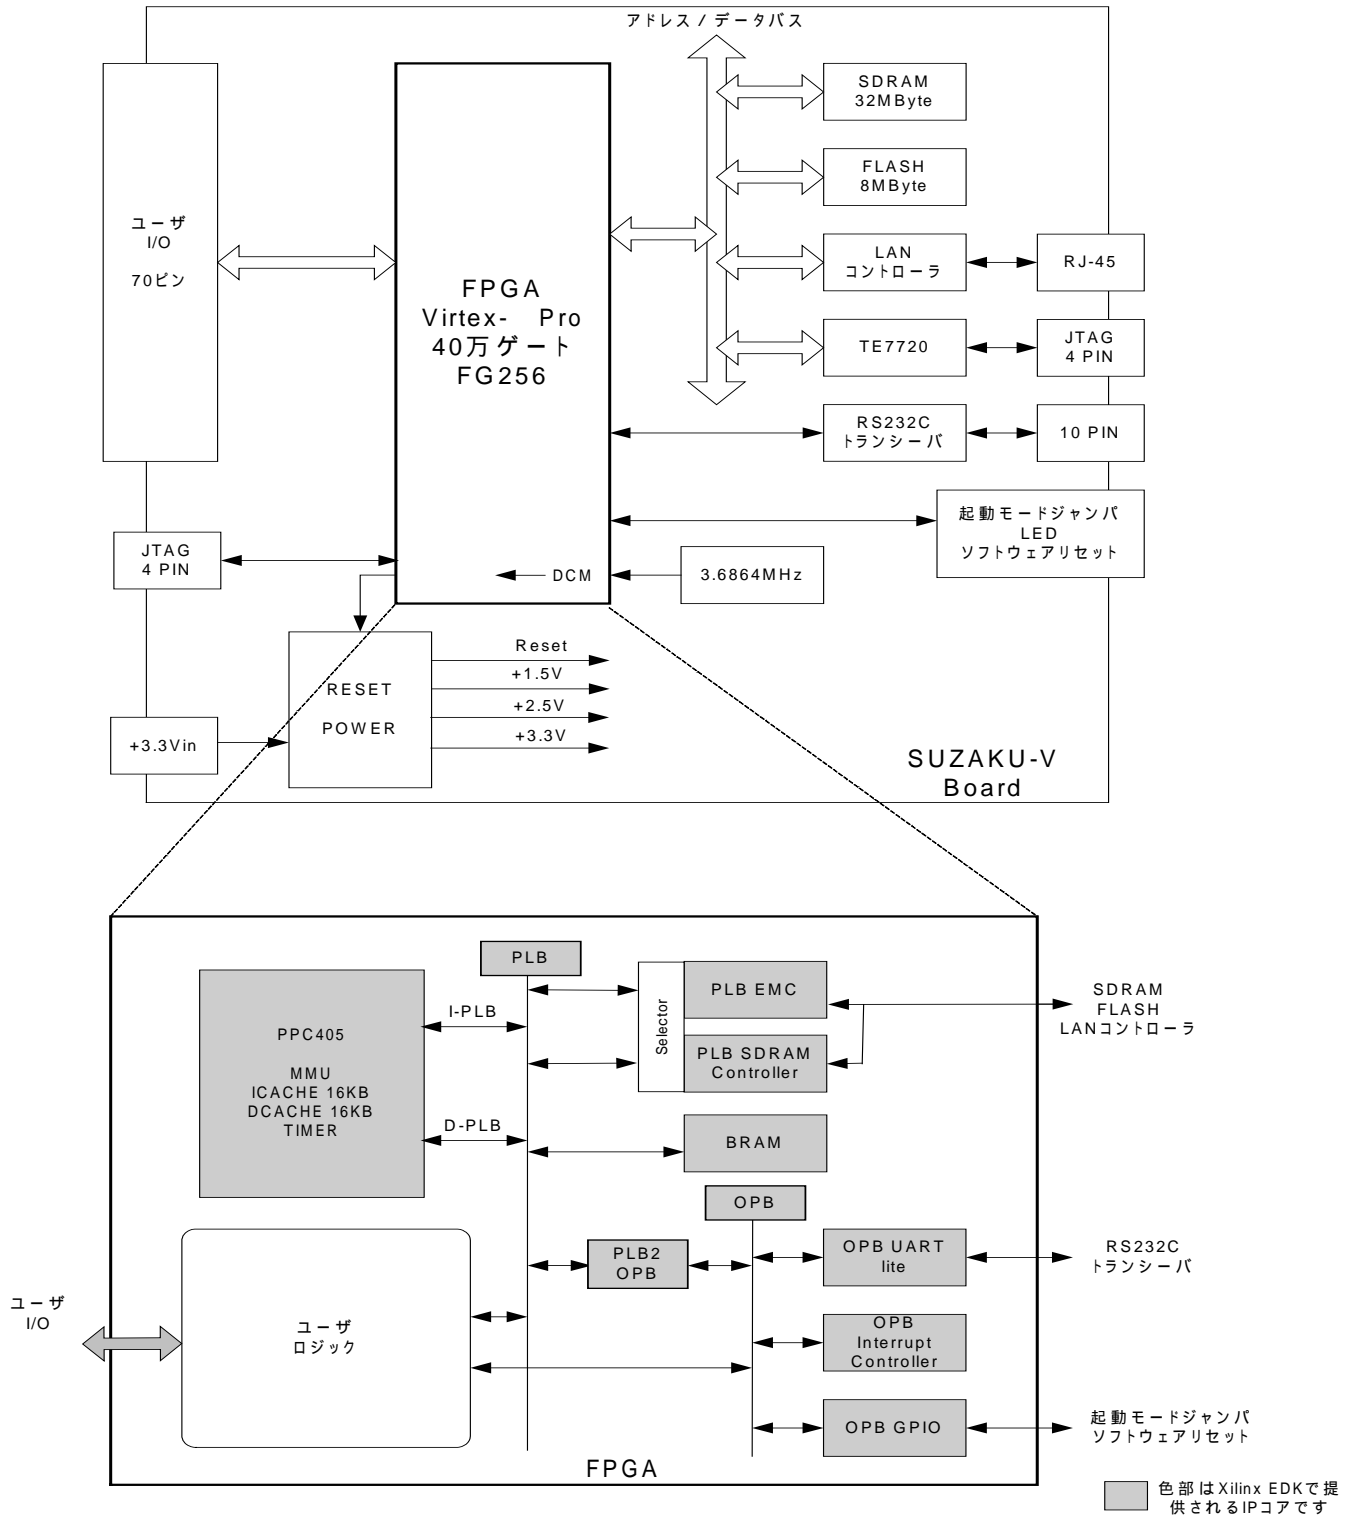 アドレス / データバス
SDRAM
32MByte
FLASH
8MByte
ユーザ
I/O
70ピン
LAN
コントローラ
RJ-45
FPGA
Virtex- Pro
40万ゲート
FG256
TE7720
JTAG
4 PIN
RS232C
トランシーバ
10 PIN
起動モードジャンパ
LED
ソフトウェアリセット
JTAG
4 PIN
DCM
3.6864MHz
RESET
POWER
Reset
+1.5V
+2.5V
+3.3V
+3.3Vin
SUZAKU-V
Board
PLB
PLB EMC
Selector
PLB SDRAM
Controller
SDRAM
FLASH
LANコントローラ
I-PLB
PPC405
MMU
ICACHE 16KB
DCACHE 16KB
TIMER
D-PLB
BRAM
OPB
PLB2
OPB
OPB UART
lite
RS232C
トランシーバ
ユーザ
I/O
ユーザ
ロジック
OPB
Interrupt
Controller
OPB GPIO
起動モードジャンパ
ソフトウェアリセット
FPGA
色部はXilinx EDKで提
供されるIPコアです